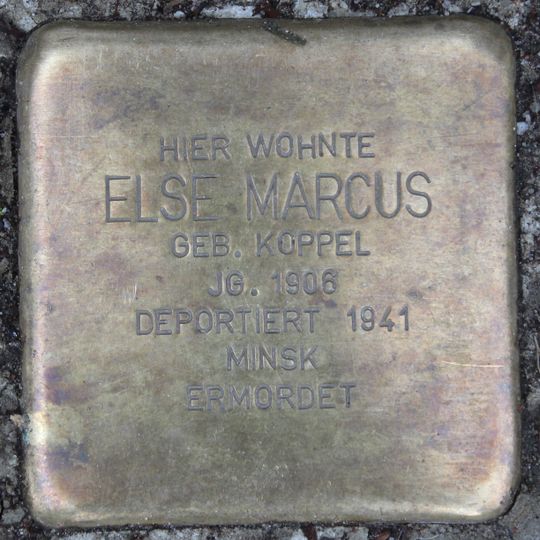 HIER WOHNTE
ELSE MARCUS
GEB. KOPPEL
JG. 1906
DEPORTIERT 1941
MINSK
ERMORDET